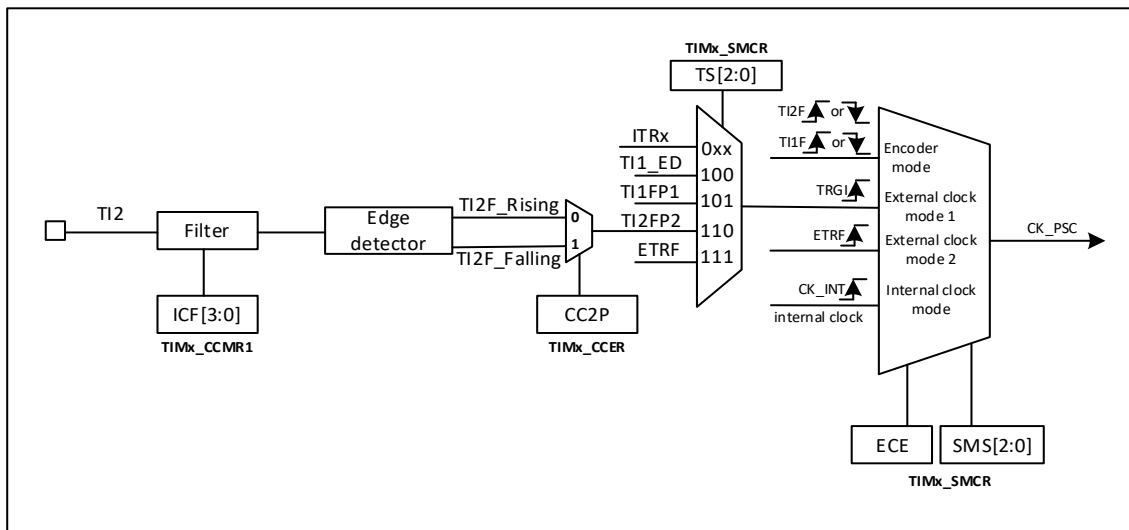 TIMx_SMCR
TS[2:0]
TI2F or
TI1F or
ITRx
0xx
Encoder
mode
TI1_ED
100
TRGI
TI1FP1
101
External clock
mode 1
TI2
Filter
Edge
detector
TI2F_Rising
0
TI2FP2
110
1
TI2F_Falling
ETRF
111
ETRF
External clock
mode 2
CK_PSC
CK_INT
internal clock
Internal clock
mode
ICF[3:0]
TIMx_CCMR1
CC2P
TIMx_CCER
ECE
SMS[2:0]
TIMx_SMCR